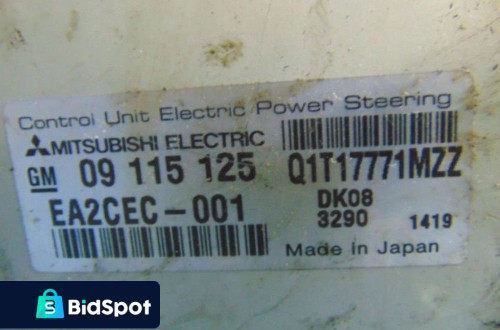 Control Unit Electric Power Steering
MITSUBISHI ELECTRIC
GM 09 115 125 Q1T17771MZZ
EA2CEC-001 DK08
3290 1419
Made in Japan
S BidSpot